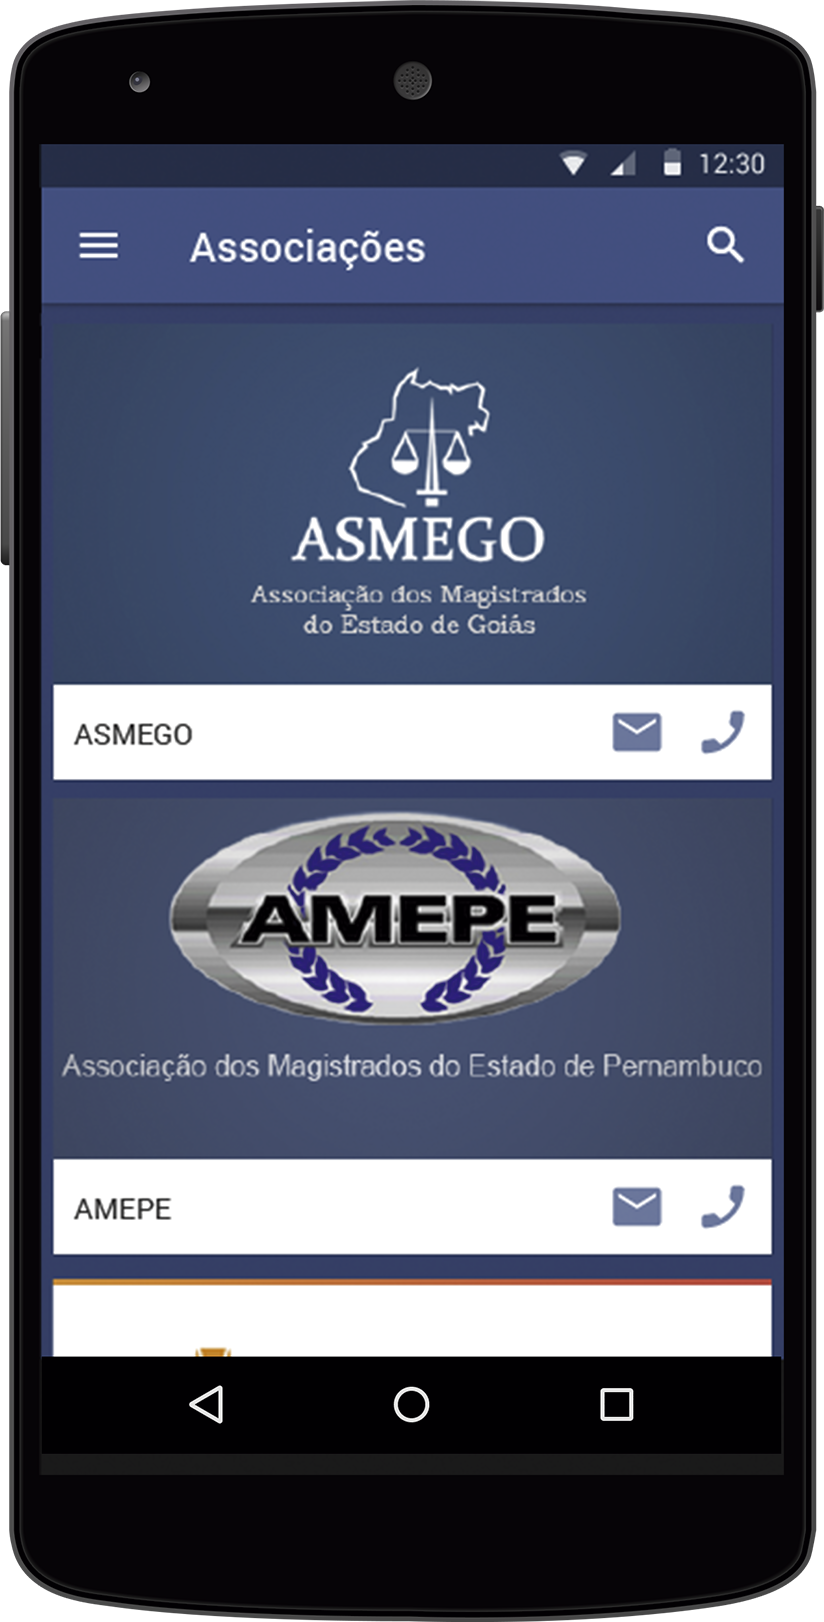 12:30
Associações
ASMEGO
Associação dos Magistrados
do Estado de Goiás
ASMEGO
AMEPE
Associação dos Magistrados do Estado de Pernambuco
AMEPE